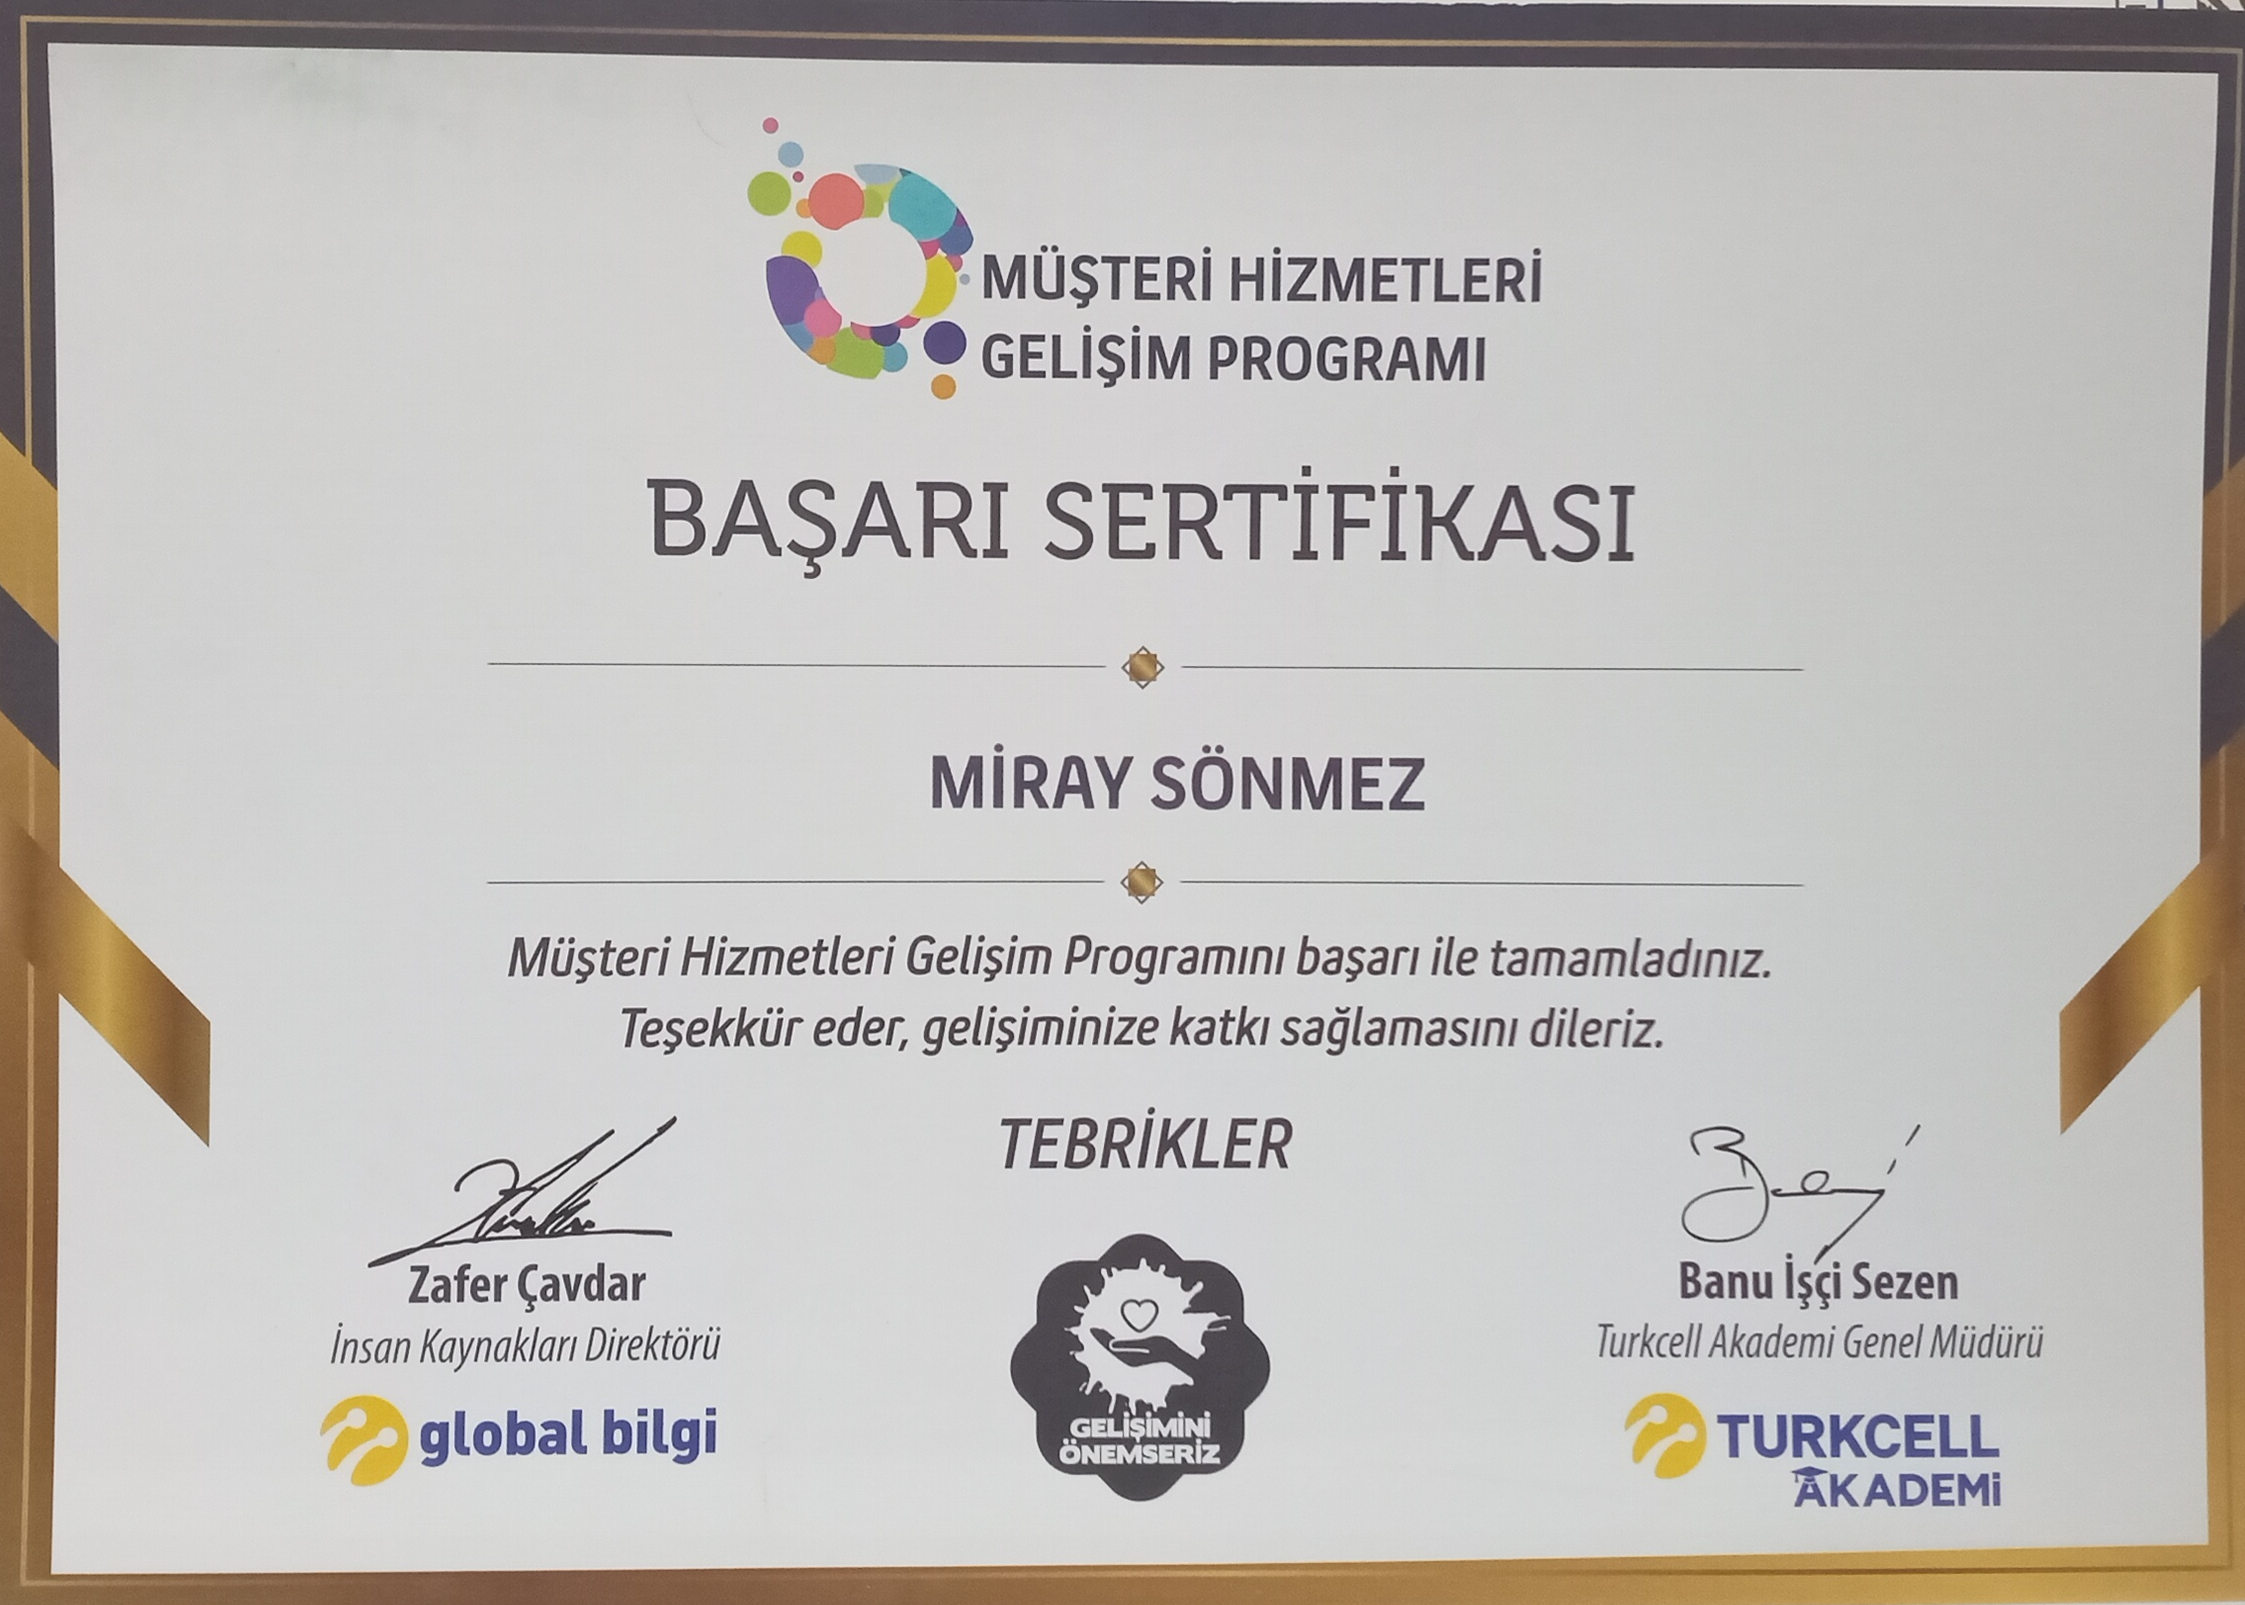 MÜŞTERİ HİZMETLERİ
GELİŞİM PROGRAMI
BAŞARI SERTİFİKASI
MİRAY SÖNMEZ
Müşteri Hizmetleri Gelişim Programını başarı ile tamamladınız.
Teşekkür eder, gelişiminize katkı sağlamasını dileriz.
TEBRİKLER
Zafer Çavdar
İnsan Kaynakları Direktörü
global bilgi
GELİŞİMİNİ
ÖNEMSERİZ
Banu İşçi Sezen
Turkcell Akademi Genel Müdürü
TURKCELL
AKADEMİ